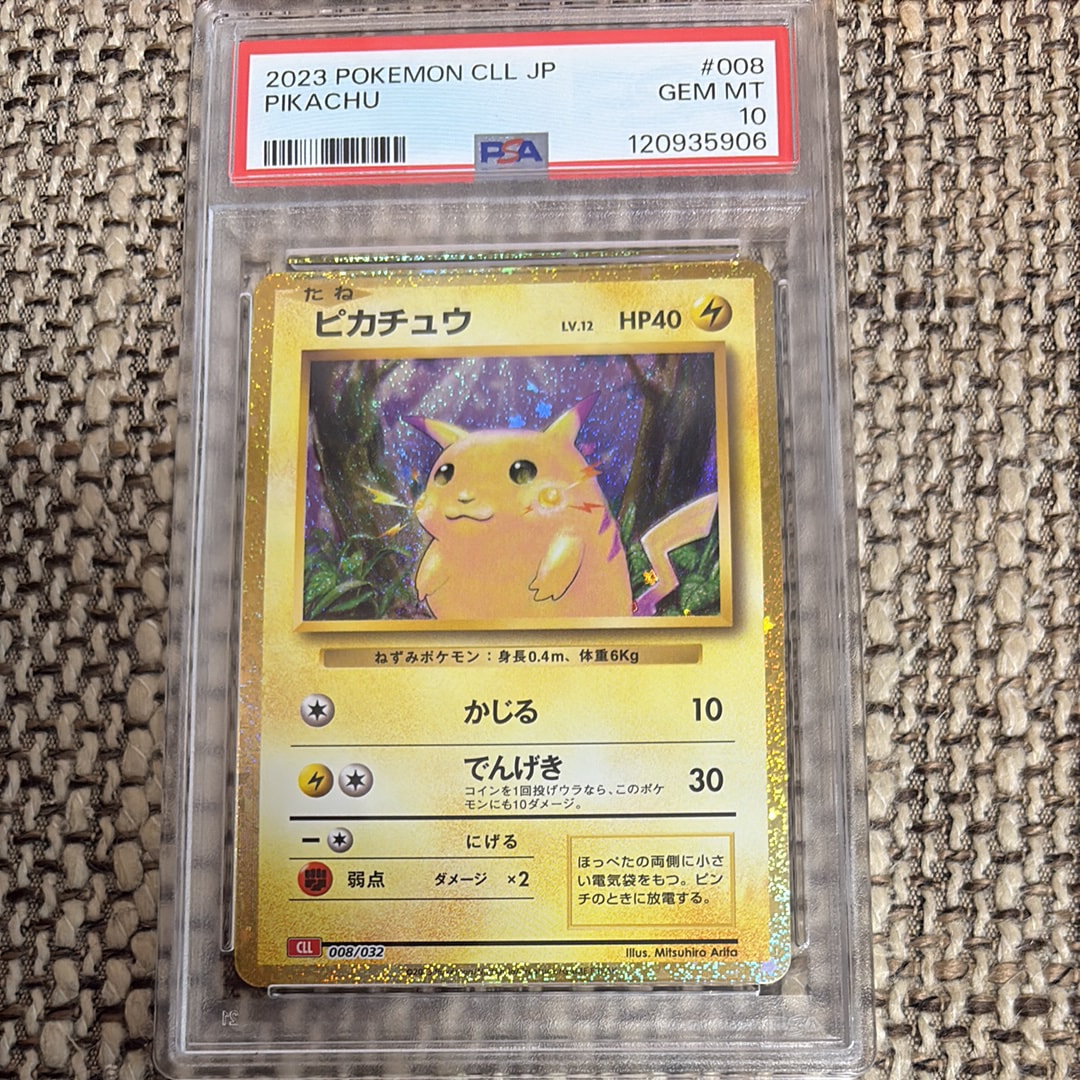 2023 POKEMON CLL JP
#008
PIKACHU
GEM MT
10
PSA
120935906
たね
ピカチュウ LV.12 HP40
ねずみポケモン：身長0.4m、体重6Kg
かじる 10
でんげき 30
コインを1回投げウラなら、このポケ
モンにも10ダメージ。
にげる
弱点 ダメージ ×2
ほっぺたの両側に小さ
い電気袋をもつ。ピン
チのときに放電する。
CLL 008/032
Illus. Mitsuhiro Arita